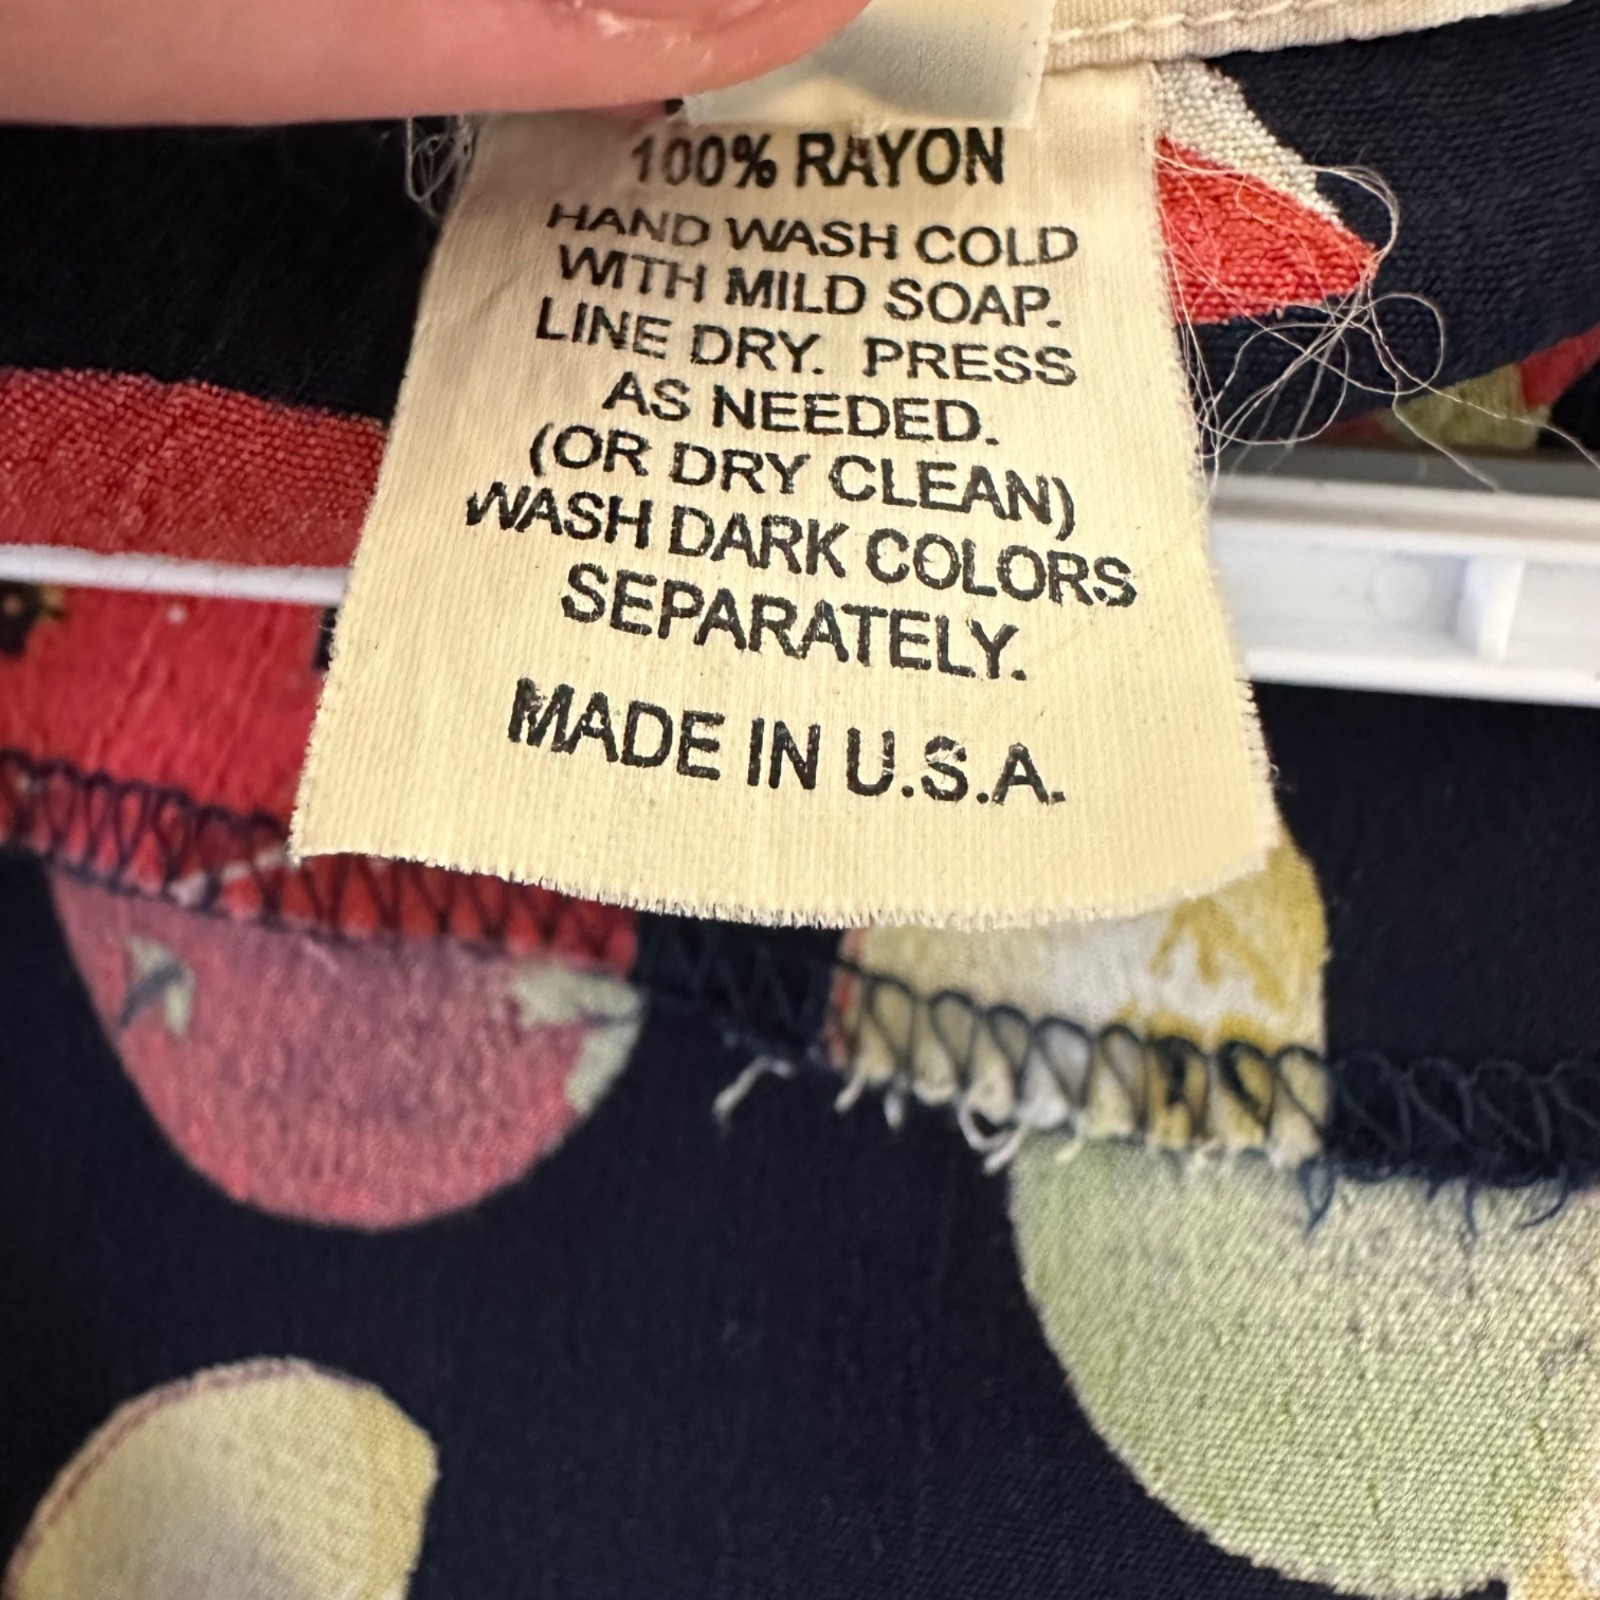 100% RAYON
HAND WASH COLD
WITH MILD SOAP.
LINE DRY. PRESS
AS NEEDED.
(OR DRY CLEAN)
WASH DARK COLORS
SEPARATELY.
MADE IN U.S.A.